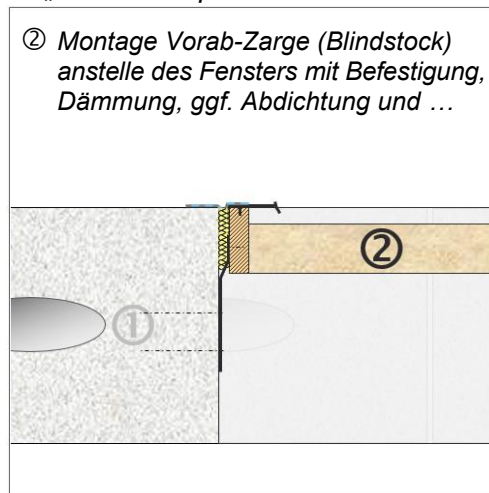 ② Montage Vorab-Zarge (Blindstock)
anstelle des Fensters mit Befestigung,
Dämmung, ggf. Abdichtung und …
②
①